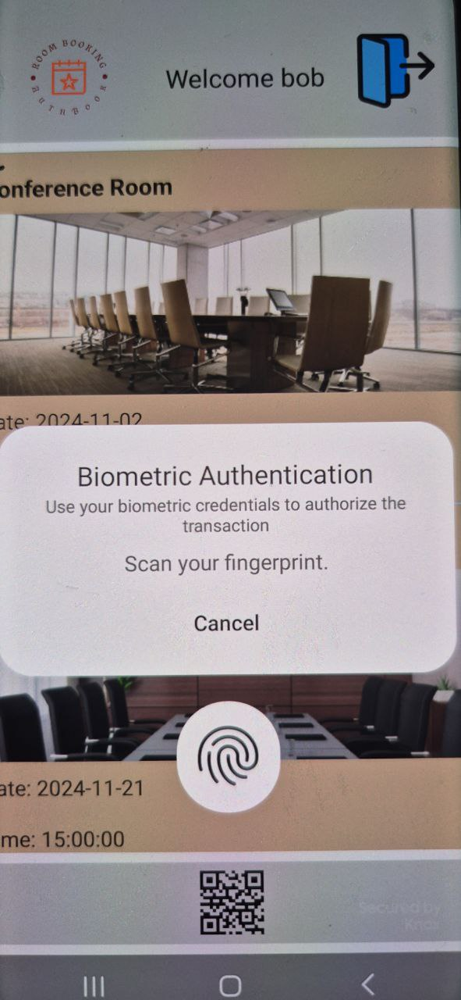 ROOM BOOKING
AUTHBOOK
Welcome bob
onference Room
ate: 2024-11-02
Biometric Authentication
Use your biometric credentials to authorize the
transaction
Scan your fingerprint.
Cancel
ate: 2024-11-21
me: 15:00:00
Secured by
Knox